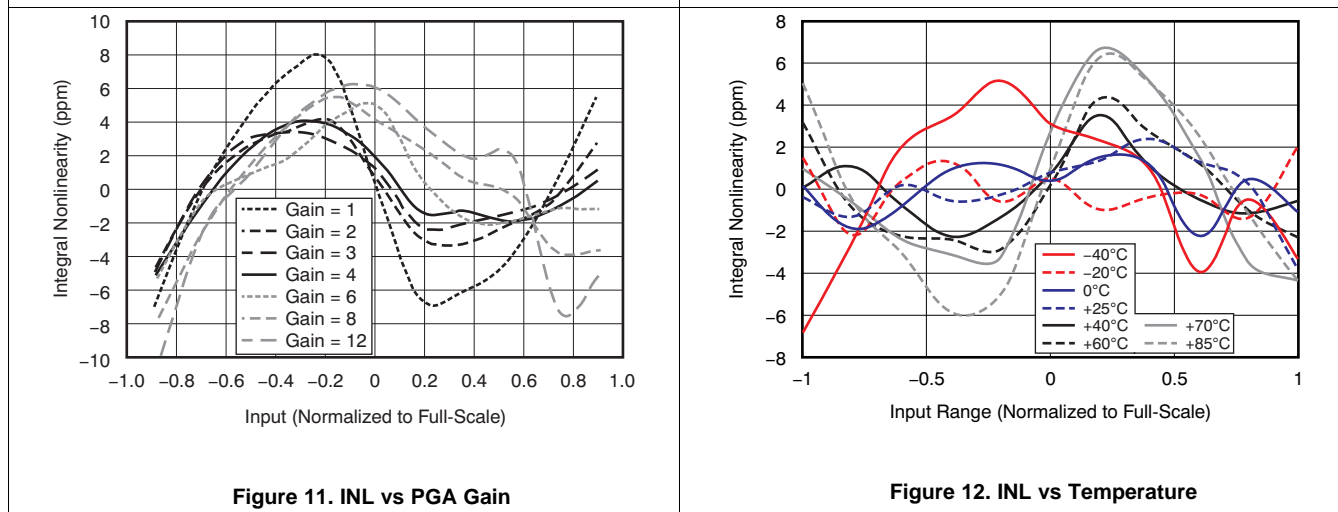 10
8
6
4
2
0
−2
−4
−6
−8
−10
Integral Nonlinearity (ppm)
Gain = 1
Gain = 2
Gain = 3
Gain = 4
Gain = 6
Gain = 8
Gain = 12
−1.0 −0.8 −0.6 −0.4 −0.2 0 0.2 0.4 0.6 0.8 1.0
Input (Normalized to Full-Scale)
Figure 11. INL vs PGA Gain
8
6
4
2
0
−2
−4
−6
−8
Integral Nonlinearity (ppm)
−40°C
−20°C
0°C
+25°C
+40°C
+60°C
+70°C
+85°C
−1 −0.5 0 0.5 1
Input Range (Normalized to Full-Scale)
Figure 12. INL vs Temperature